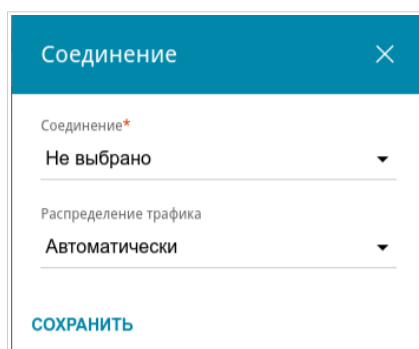 Соединение
Соединение*
Не выбрано
Распределение трафика
Автоматически
СОХРАНИТЬ